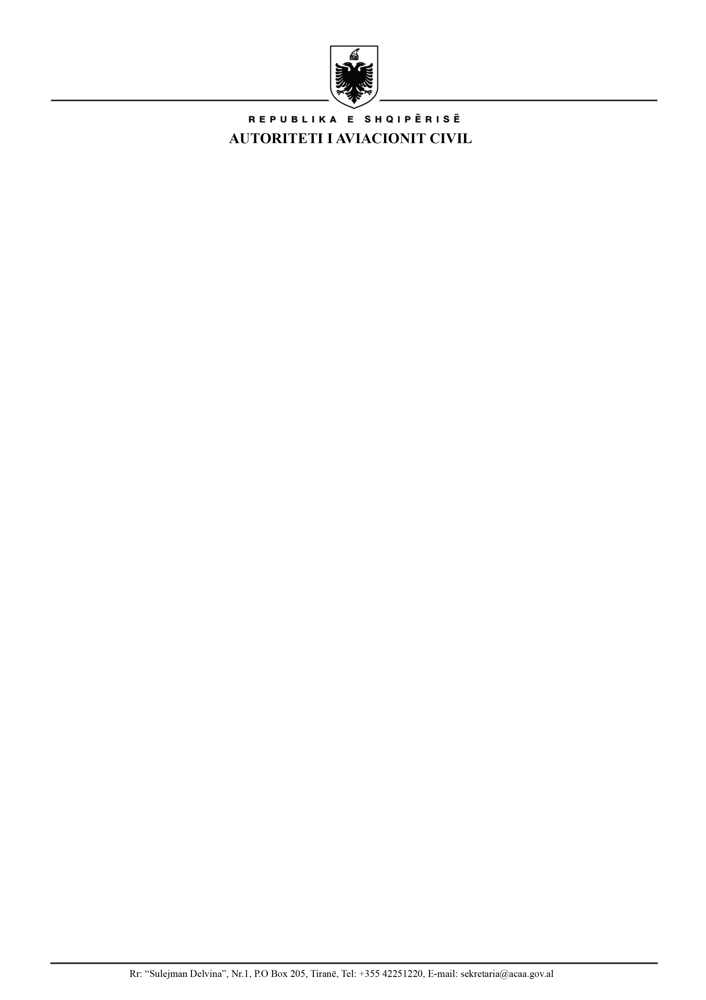 REPUBLIKA E SHQIPËRISË
AUTORITETI I AVIACIONIT CIVIL
Rr: “Sulejman Delvina”, Nr.1, P.O Box 205, Tiranë, Tel: +355 42251220, E-mail: sekretaria@acaa.gov.al